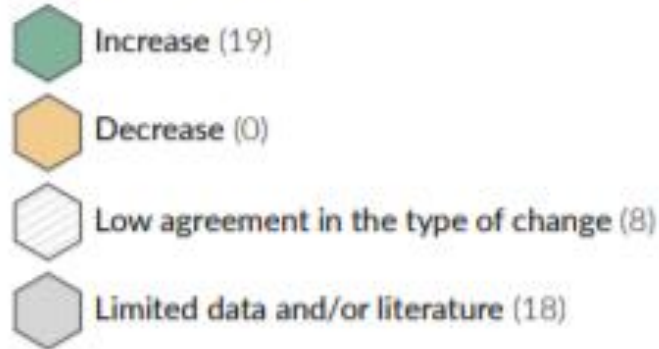 Increase (19)
Decrease (0)
Low agreement in the type of change (8)
Limited data and/or literature (18)